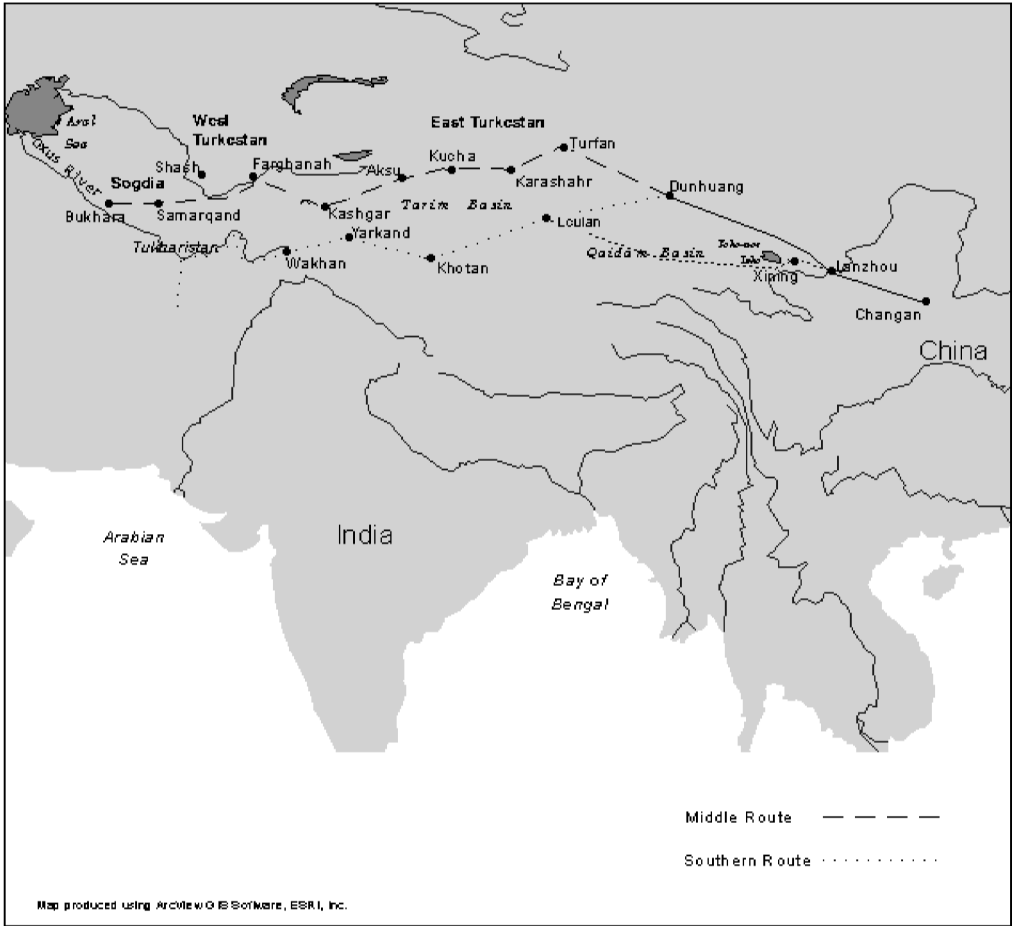 West
Turkestan
East Turkestan
Aral
Sea
Oxus River
Sogdia
Shash
Farghanah
Aksu
Kucha
Karashahr
Turfan
Dunhuang
Bukhara
Samarqand
Kashgar
Tarim Basin
Loulan
Tukharistan
Yarkand
Wakhan
Khotan
Qaidam Basin
Xining
Lanzhou
Changan
China
India
Arabian
Sea
Bay of
Bengal
Middle Route
Southern Route
Map produced using ArcView GIS Software, ESRI, Inc.